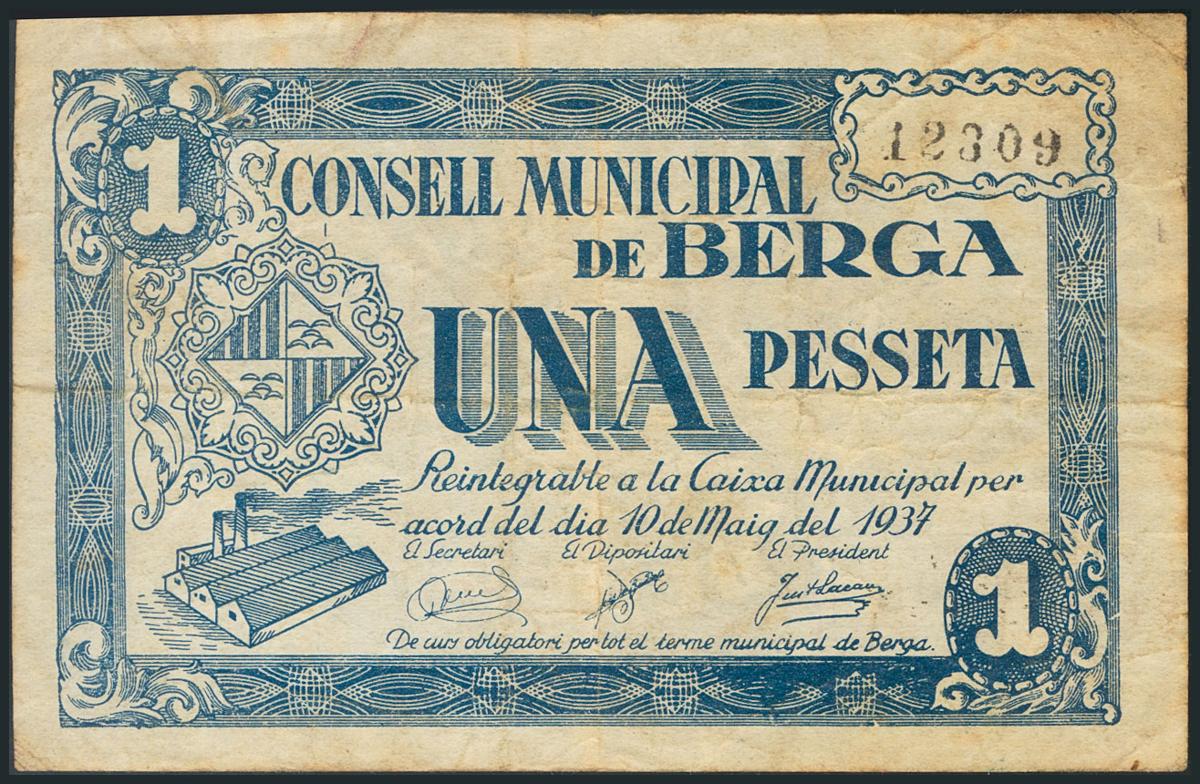 1
12309
CONSELL MUNICIPAL
DE BERGA
UNA PESSETA
Reintegrable a la Caixa Municipal per
acord del dia 10 de Maig del 1937
El Secretari El Dipositari El President
De curs obligatori per tot el terme municipal de Berga.
1